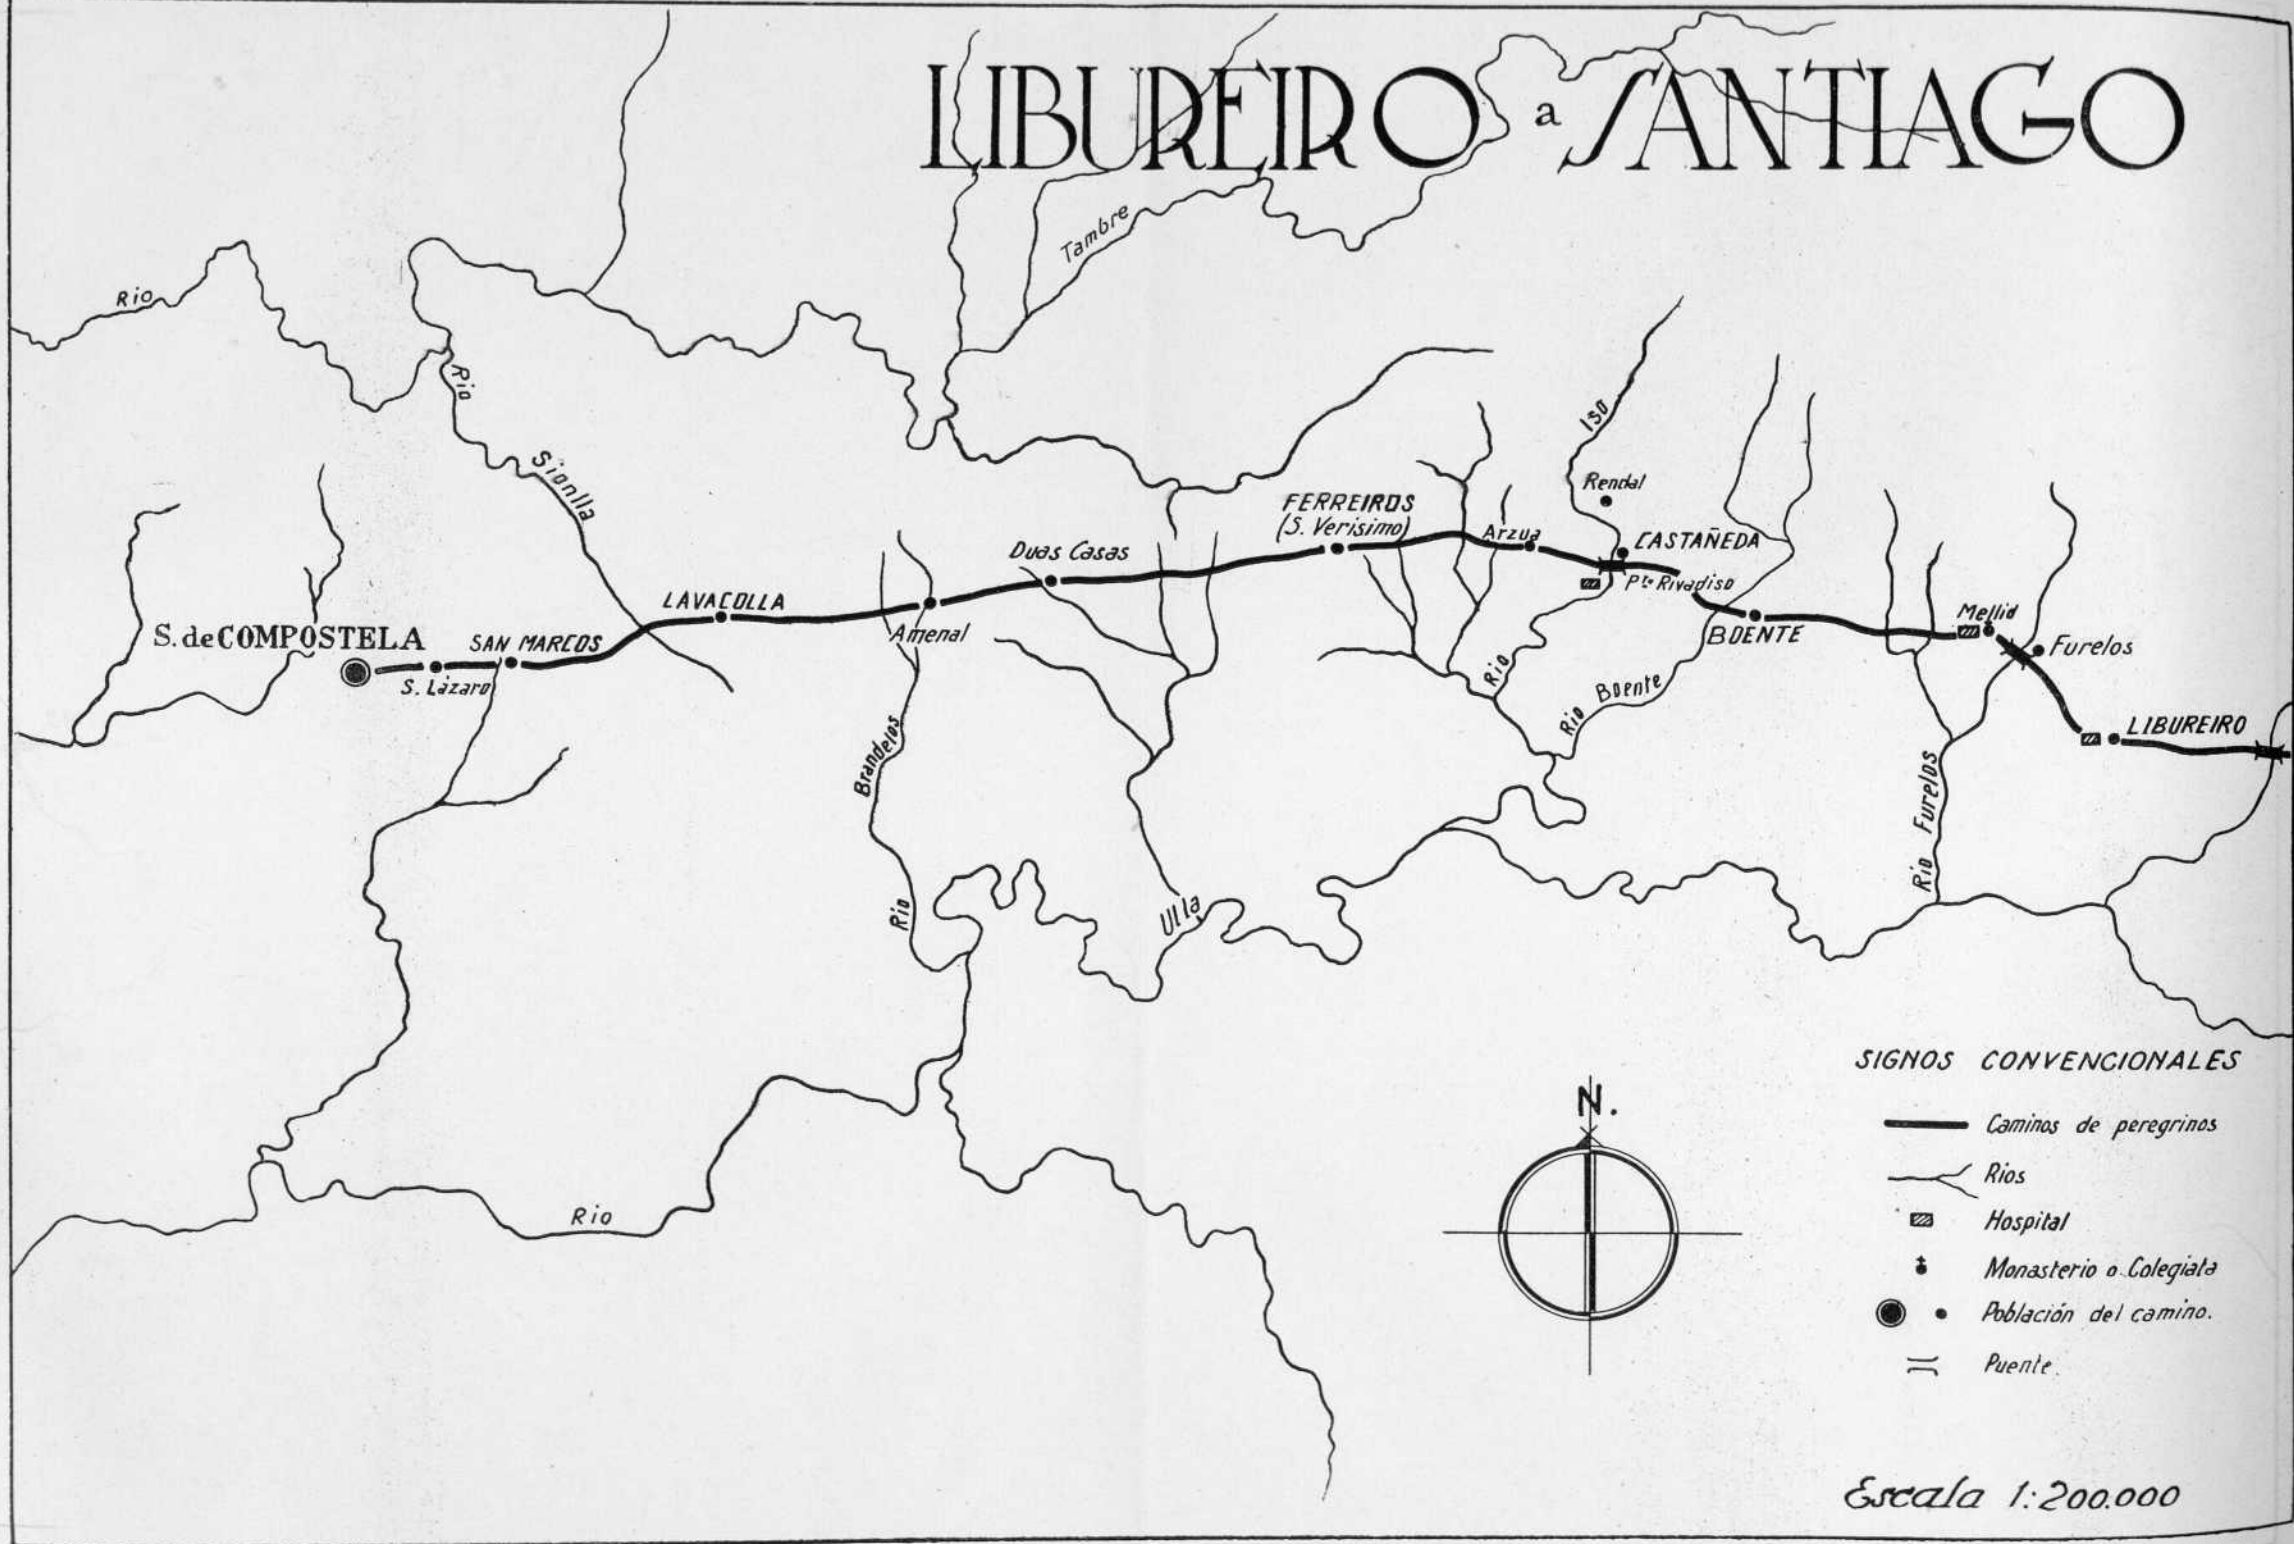 LIBUREIRO a SANTIAGO
Tambre
Rio
Rio
Sionlla
Iso
Rendal
FERREIROS
(S. Verisimo)
Arzua
CASTAÑEDA
Duas Casas
Pte Rivadiso
LAVACOLLA
Amenal
Mellid
BOENTE
Furelos
S. de COMPOSTELA
SAN MARCOS
S. Lázaro
Rio
Rio Boente
LIBUREIRO
Brandelos
Rio
Rio Furelos
Ulla
Rio
N.
SIGNOS CONVENCIONALES
Caminos de peregrinos
Rios
Hospital
Monasterio o Colegiata
Población del camino.
Puente.
Escala 1:200.000